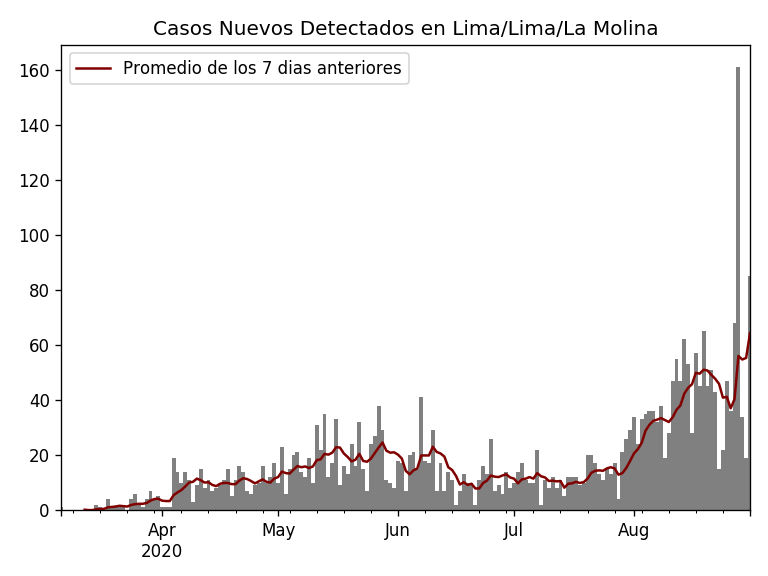 Casos Nuevos Detectados en Lima/Lima/La Molina
Promedio de los 7 dias anteriores
160
140
120
100
80
60
40
20
0
Apr
2020
May
Jun
Jul
Aug